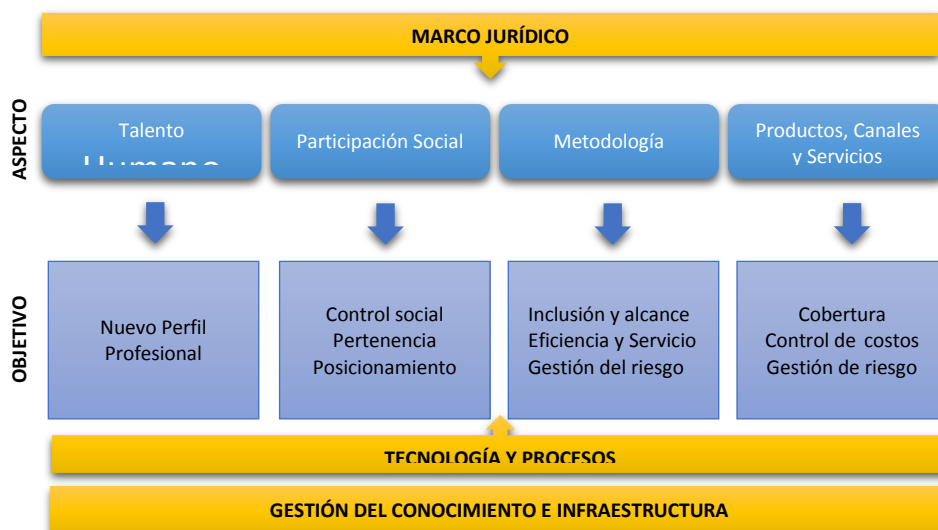 MARCO JURÍDICO
ASPECTO
Talento
Humano
Participación Social
Metodología
Productos, Canales
y Servicios
OBJETIVO
Nuevo Perfil
Profesional
Control social
Pertenencia
Posicionamiento
Inclusión y alcance
Eficiencia y Servicio
Gestión del riesgo
Cobertura
Control de costos
Gestión de riesgo
TECNOLOGÍA Y PROCESOS
GESTIÓN DEL CONOCIMIENTO E INFRAESTRUCTURA